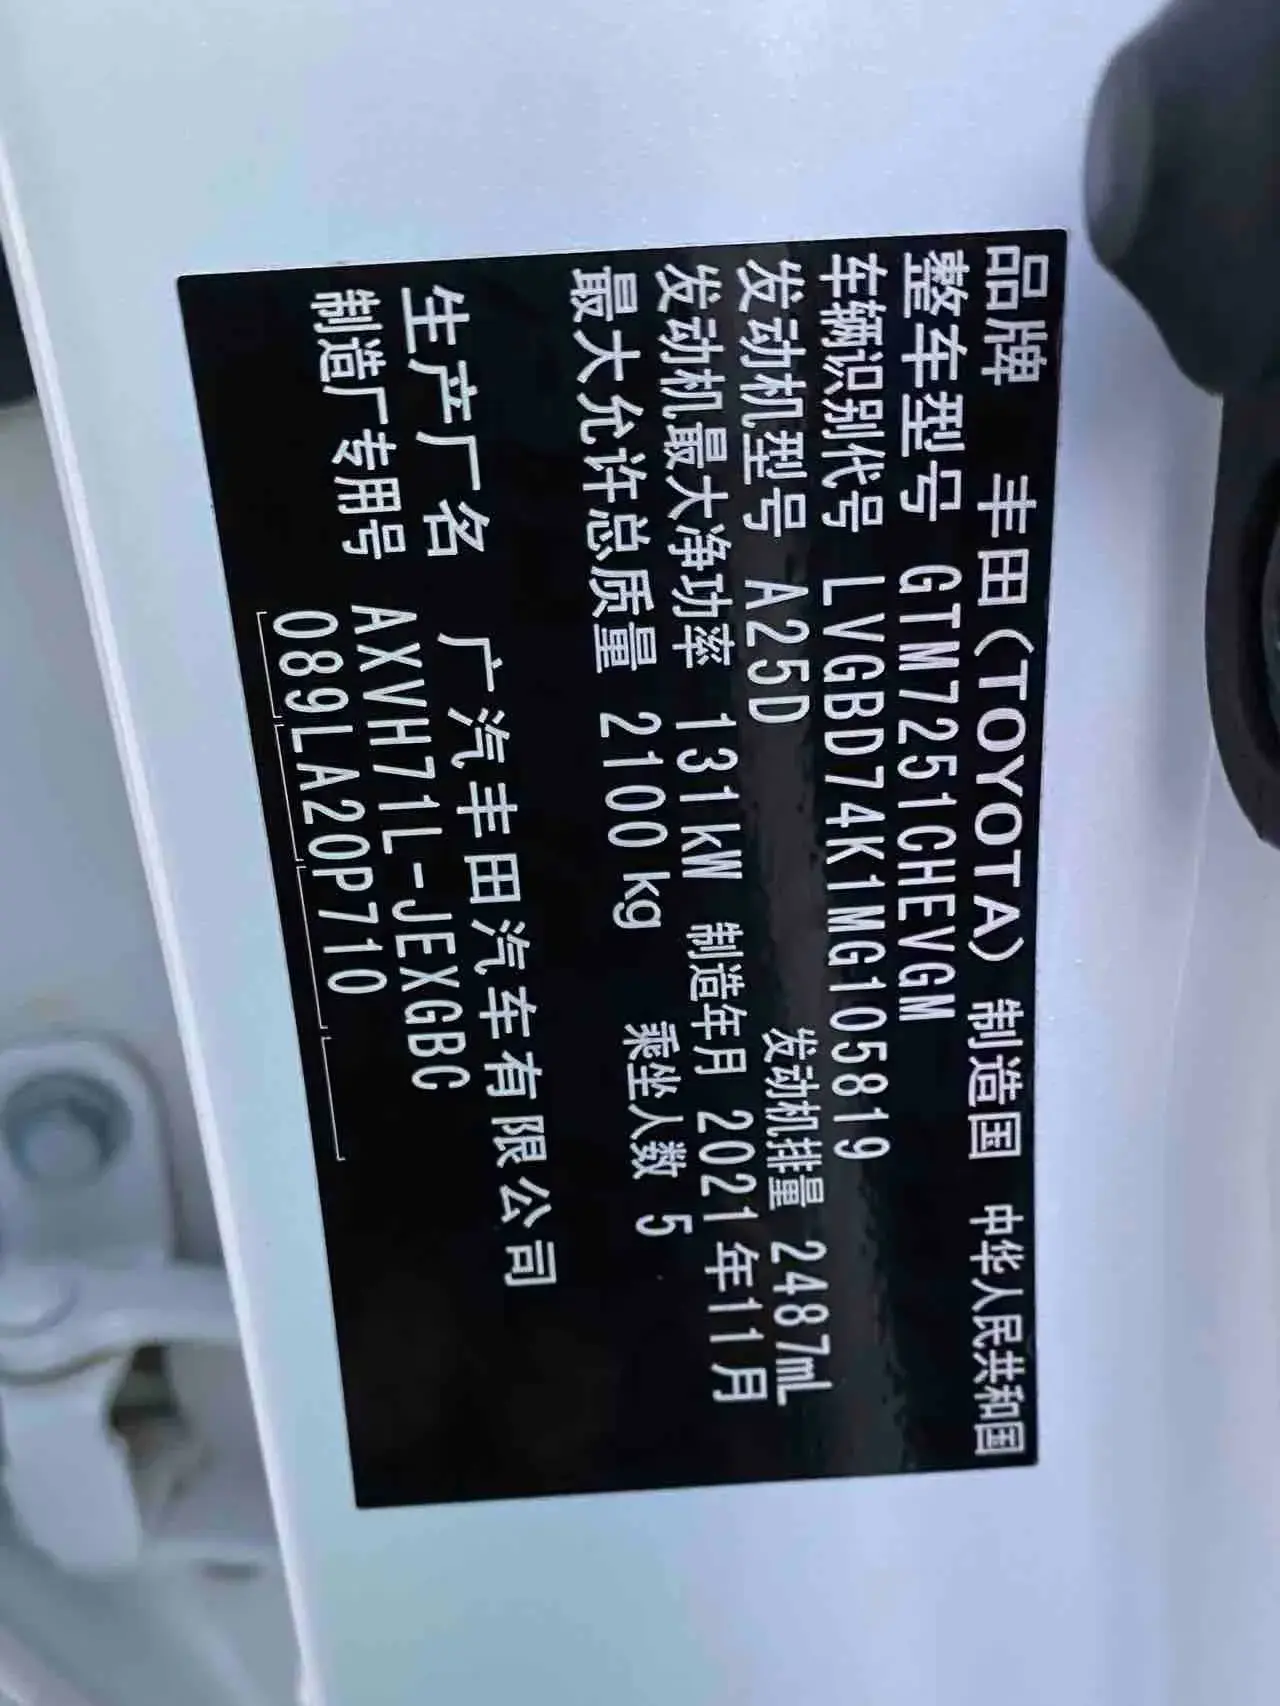 品牌 丰田(TOYOTA) 制造国 中华人民共和国
整车型号 GTM7251CHEVGM
车辆识别代号 LVGBD74K1MG105819
发动机型号 A25D 发动机排量 2487mL
发动机最大净功率 131kW 制造年月 2021年11月
最大允许总质量 2100kg 乘坐人数 5
生产厂名 广汽丰田汽车有限公司
制造厂专用号 AXVH71L-JEXGBC
089LA20P710